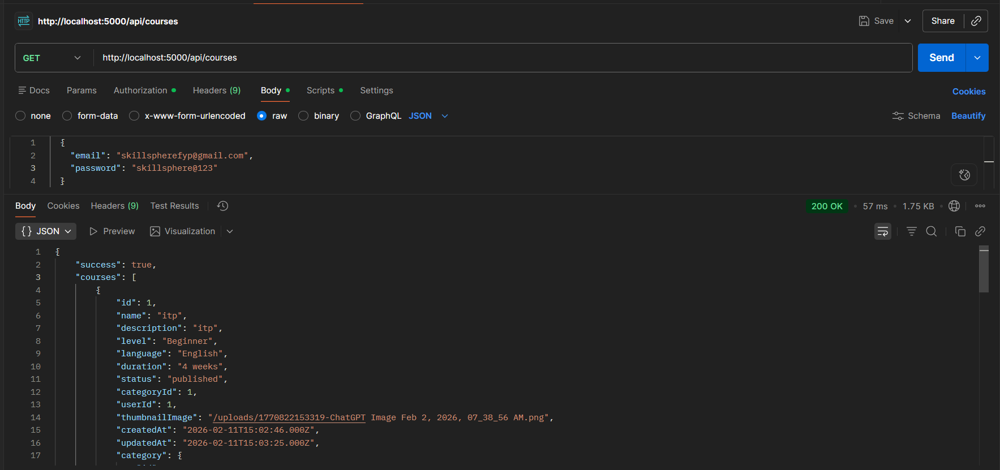 HTTP http://localhost:5000/api/courses Save Share
GET http://localhost:5000/api/courses Send
Docs Params Authorization Headers (9) Body Scripts Settings Cookies
none form-data x-www-form-urlencoded raw binary GraphQL JSON Schema Beautify
1 {
2 "email": "skillspherefyp@gmail.com",
3 "password": "skillsphere@123"
4 }
Body Cookies Headers (9) Test Results 200 OK • 57 ms • 1.75 KB
{} JSON Preview Visualization
1 {
2 "success": true,
3 "courses": [
4 {
5 "id": 1,
6 "name": "itp",
7 "description": "itp",
8 "level": "Beginner",
9 "language": "English",
10 "duration": "4 weeks",
11 "status": "published",
12 "categoryId": 1,
13 "userId": 1,
14 "thumbnailImage": "/uploads/1770822153319-ChatGPT Image Feb 2, 2026, 07_38_56 AM.png",
15 "createdAt": "2026-02-11T15:02:46.000Z",
16 "updatedAt": "2026-02-11T15:03:25.000Z",
17 "category": {